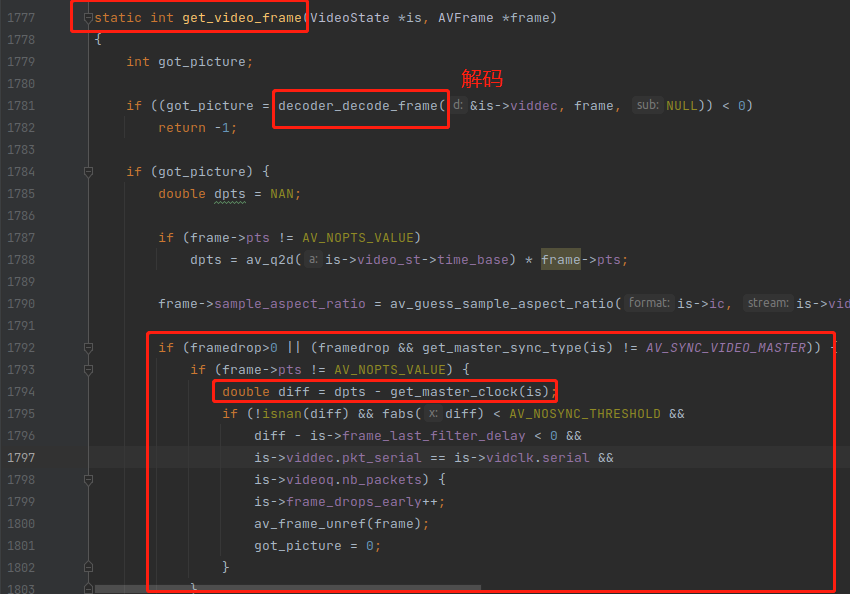 1777 static int get_video_frame(VideoState *is, AVFrame *frame)
1778 {
1779 int got_picture;
1780
解码
1781 if ((got_picture = decoder_decode_frame( d: &is->viddec, frame, sub: NULL)) < 0)
1782 return -1;
1783
1784 if (got_picture) {
1785 double dpts = NAN;
1786
1787 if (frame->pts != AV_NOPTS_VALUE)
1788 dpts = av_q2d( a: is->video_st->time_base) * frame->pts;
1789
1790 frame->sample_aspect_ratio = av_guess_sample_aspect_ratio( format: is->ic, stream: is->vid
1791
1792 if (framedrop>0 || (framedrop && get_master_sync_type(is) != AV_SYNC_VIDEO_MASTER)) {
1793 if (frame->pts != AV_NOPTS_VALUE) {
1794 double diff = dpts - get_master_clock(is);
1795 if (!isnan(diff) && fabs( x: diff) < AV_NOSYNC_THRESHOLD &&
1796 diff - is->frame_last_filter_delay < 0 &&
1797 is->viddec.pkt_serial == is->vidclk.serial &&
1798 is->videoq.nb_packets) {
1799 is->frame_drops_early++;
1800 av_frame_unref(frame);
1801 got_picture = 0;
1802 }
1803 }